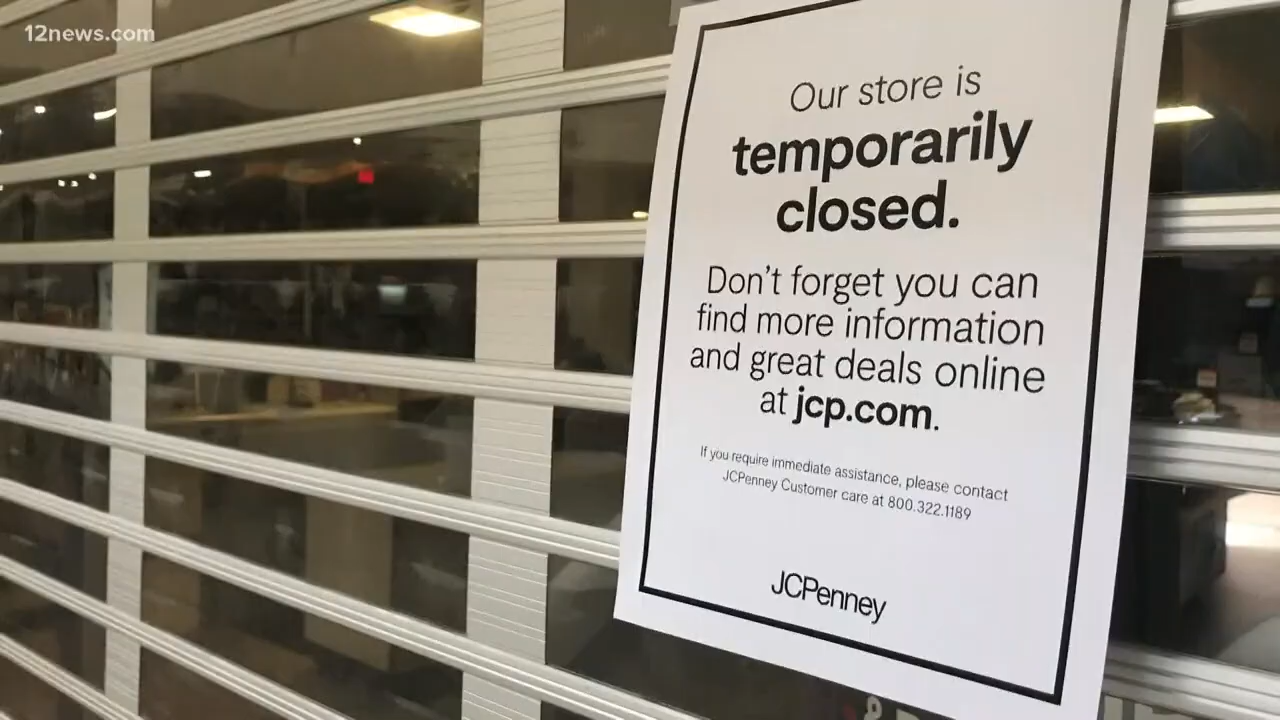 12news.com
Our store is
temporarily
closed.
Don't forget you can
find more information
and great deals online
at jcp.com.
If you require immediate assistance, please contact
JCPenney Customer care at 800.322.1189
JCPenney